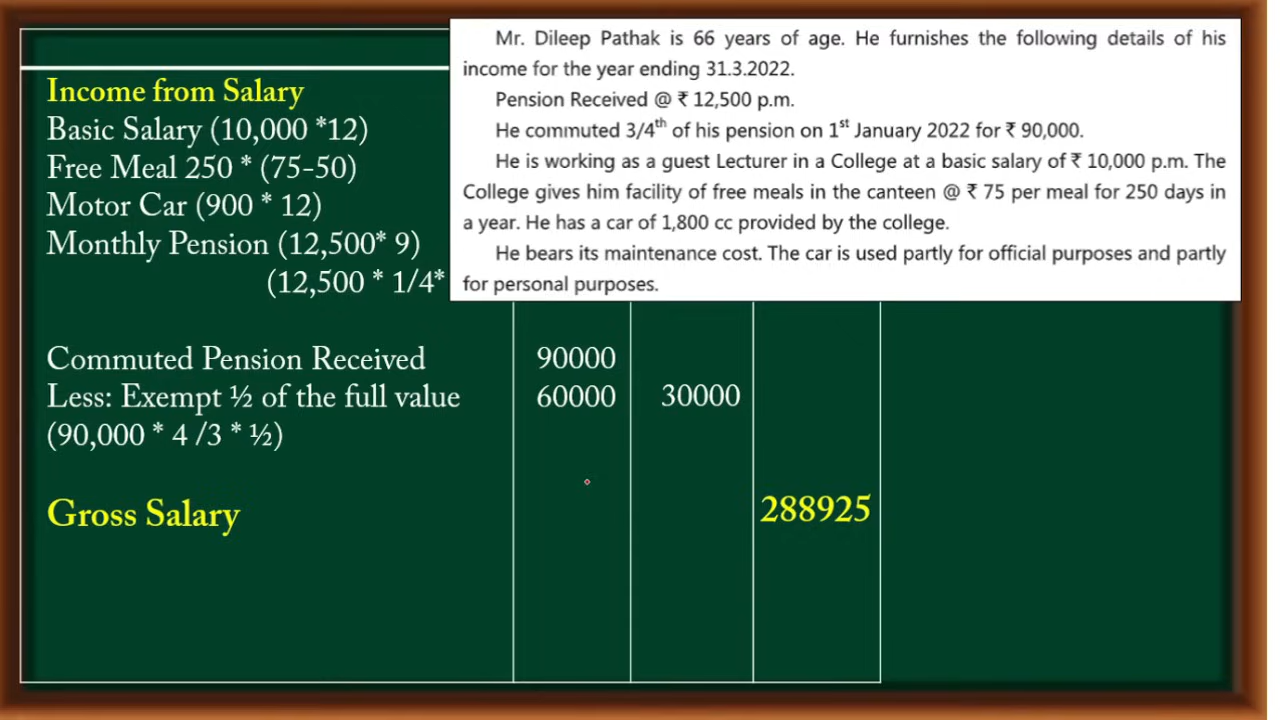 Mr. Dileep Pathak is 66 years of age. He furnishes the following details of his
income for the year ending 31.3.2022.
Pension Received @ ₹ 12,500 p.m.
He commuted 3/4th of his pension on 1st January 2022 for ₹ 90,000.
He is working as a guest Lecturer in a College at a basic salary of ₹ 10,000 p.m. The
College gives him facility of free meals in the canteen @ ₹ 75 per meal for 250 days in
a year. He has a car of 1,800 cc provided by the college.
He bears its maintenance cost. The car is used partly for official purposes and partly
for personal purposes.
Income from Salary
Basic Salary (10,000 *12)
Free Meal 250 * (75-50)
Motor Car (900 * 12)
Monthly Pension (12,500* 9)
(12,500 * 1/4*
Commuted Pension Received 90000
Less: Exempt ½ of the full value 60000 30000
(90,000 * 4 /3 * ½)
Gross Salary 288925